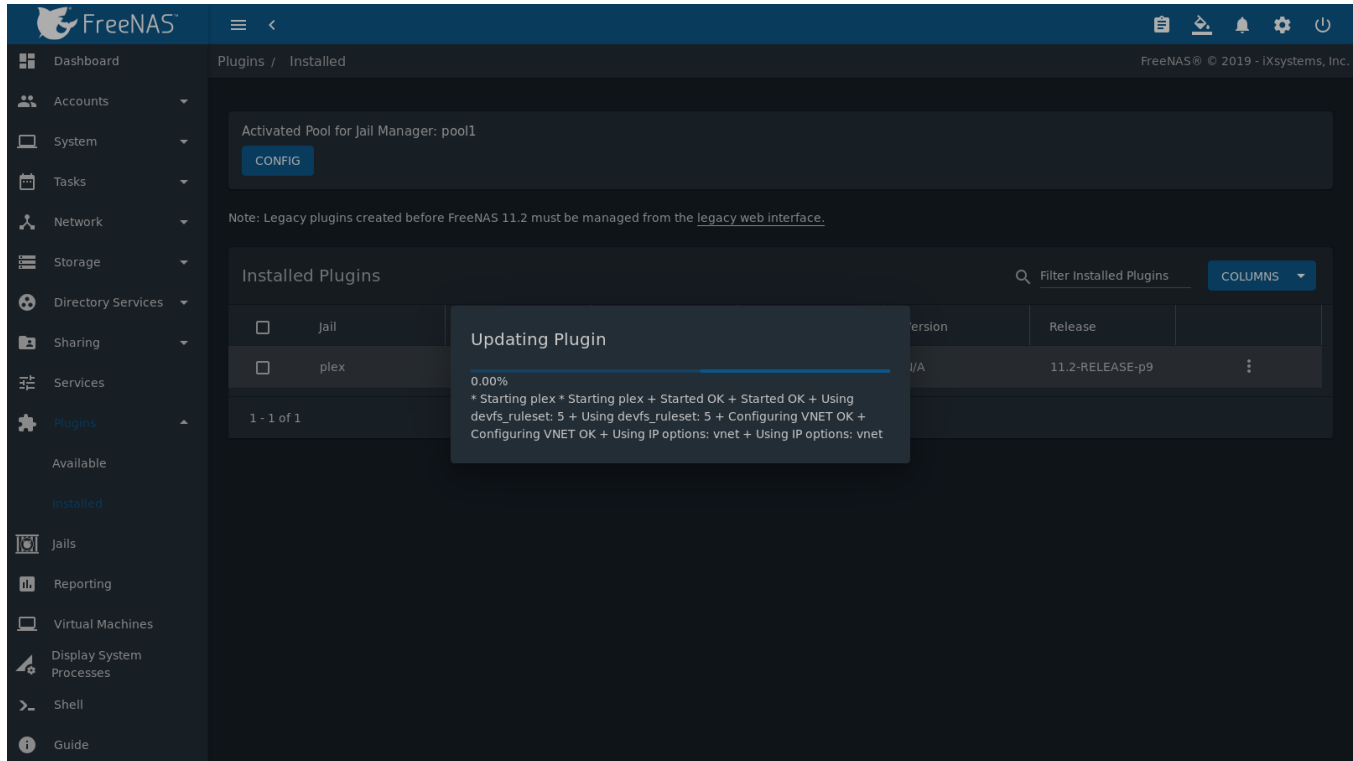 FreeNAS™
Dashboard
Accounts
System
Tasks
Network
Storage
Directory Services
Sharing
Services
Plugins
Available
Installed
Jails
Reporting
Virtual Machines
Display System
Processes
Shell
Guide
Plugins / Installed
FreeNAS® © 2019 - iXsystems, Inc.
Activated Pool for Jail Manager: pool1
CONFIG
Note: Legacy plugins created before FreeNAS 11.2 must be managed from the legacy web interface.
Installed Plugins
Filter Installed Plugins
COLUMNS
Jail
ersion
Release
plex
/A
11.2-RELEASE-p9
1 - 1 of 1
Updating Plugin
0.00%
* Starting plex * Starting plex + Started OK + Started OK + Using
devfs_ruleset: 5 + Using devfs_ruleset: 5 + Configuring VNET OK +
Configuring VNET OK + Using IP options: vnet + Using IP options: vnet